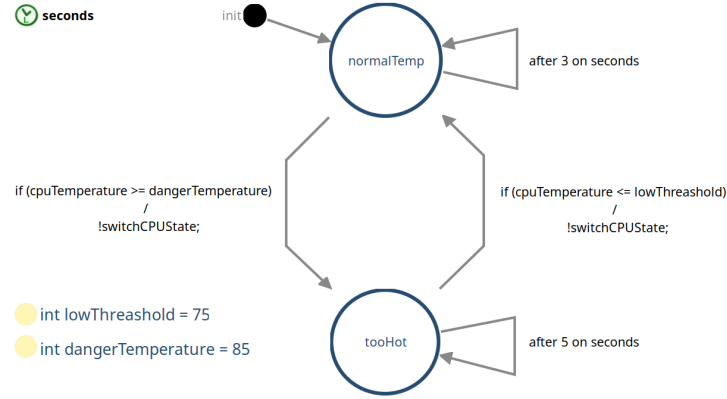 seconds
init
normalTemp
after 3 on seconds
if (cpuTemperature >= dangerTemperature)
/
!switchCPUState;
if (cpuTemperature <= lowThreashold)
/
!switchCPUState;
int lowThreashold = 75
int dangerTemperature = 85
tooHot
after 5 on seconds